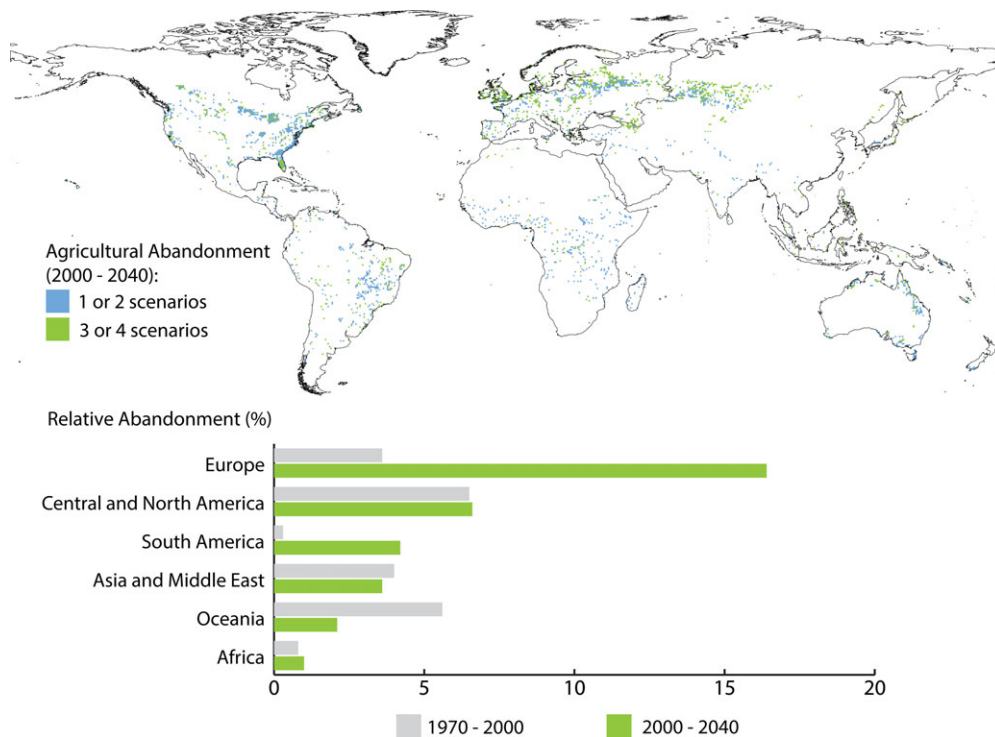 Agricultural Abandonment
(2000 - 2040):
1 or 2 scenarios
3 or 4 scenarios
Relative Abandonment (%)
Europe
Central and North America
South America
Asia and Middle East
Oceania
Africa
0 5 10 15 20
1970 - 2000 2000 - 2040